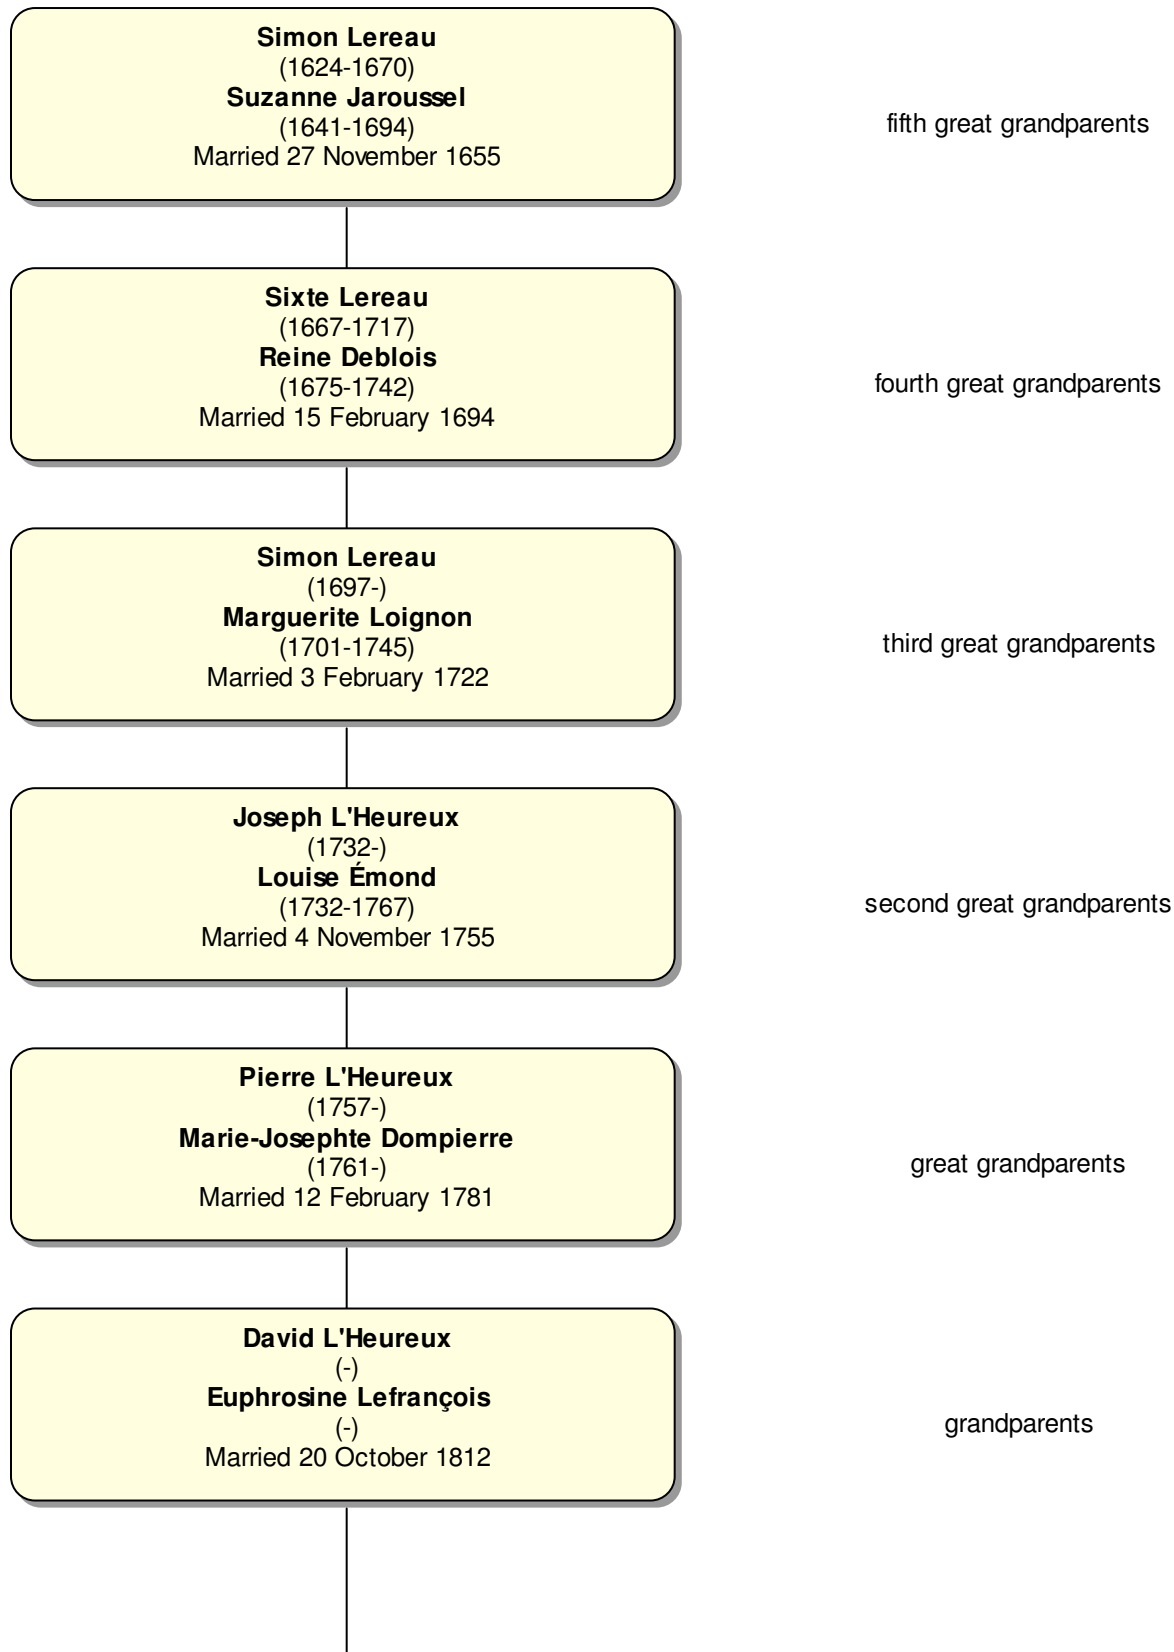 Simon Lereau
(1624-1670)
Suzanne Jaroussel
(1641-1694)
Married 27 November 1655
fifth great grandparents
Sixte Lereau
(1667-1717)
Reine Deblois
(1675-1742)
Married 15 February 1694
fourth great grandparents
Simon Lereau
(1697-)
Marguerite Loignon
(1701-1745)
Married 3 February 1722
third great grandparents
Joseph L'Heureux
(1732-)
Louise Émond
(1732-1767)
Married 4 November 1755
second great grandparents
Pierre L'Heureux
(1757-)
Marie-Josephte Dompierre
(1761-)
Married 12 February 1781
great grandparents
David L'Heureux
(-)
Euphrosine Lefrançois
(-)
Married 20 October 1812
grandparents